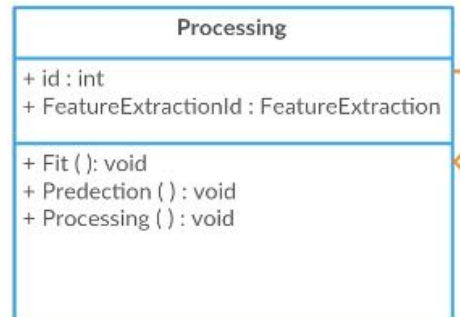 Processing
+ id : int
+ FeatureExtractionId : FeatureExtraction
+ Fit ( ): void
+ Predection ( ) : void
+ Processing ( ) : void